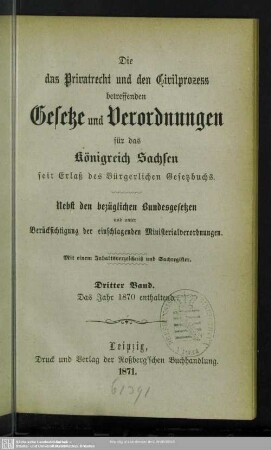 Die
das Privatrecht und den Civilprozess
betreffenden
Gesetze und Verordnungen
für das
Königreich Sachsen
seit Erlaß des Bürgerlichen Gesetzbuchs.
Nebst den bezüglichen Bundesgesetzen
und unter
Berücksichtigung der einschlagenden Ministerialverordnungen.
Mit einem Inhaltsverzeichniß und Sachregister.
Dritter Band.
Das Jahr 1870 enthaltend.
Leipzig,
Druck und Verlag der Roßberg'schen Buchhandlung.
1871.
61391